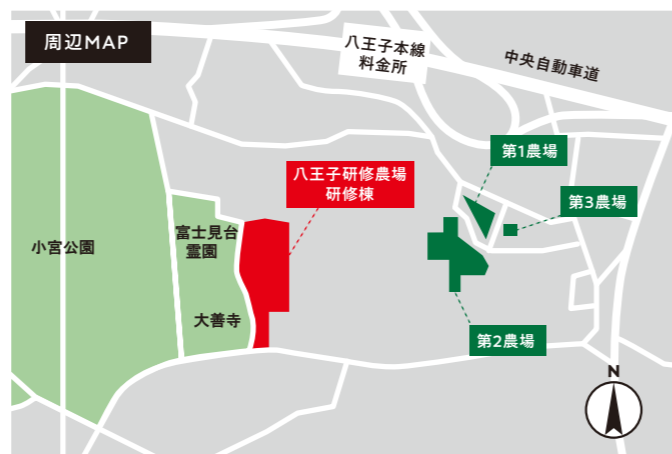 周辺MAP
八王子本線
料金所
中央自動車道
第1農場
八王子研修農場
研修棟
第3農場
富士見台
霊園
小宮公園
大善寺
第2農場
N